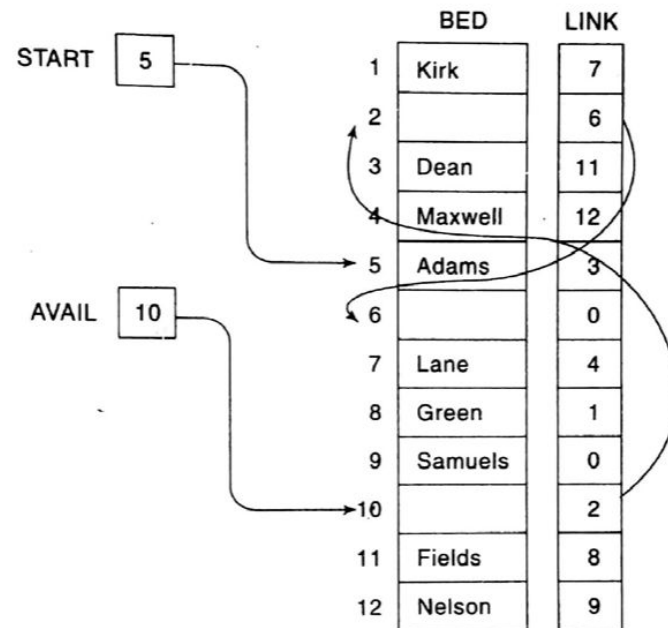 BED LINK
START 5
1 Kirk 7
2 6
3 Dean 11
4 Maxwell 12
5 Adams 3
AVAIL 10
6 0
7 Lane 4
8 Green 1
9 Samuels 0
10 2
11 Fields 8
12 Nelson 9